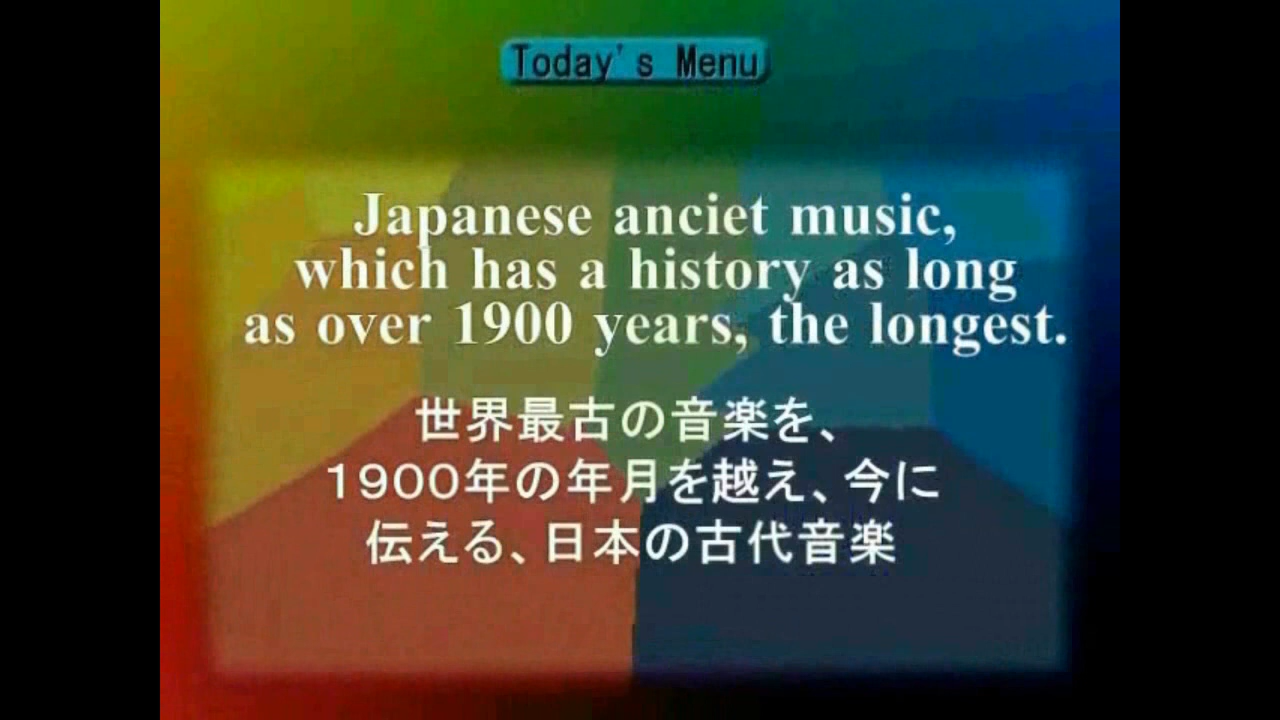 Today's Menu
Japanese anciet music,
which has a history as long
as over 1900 years, the longest.
世界最古の音楽を、
１９００年の年月を越え、今に
伝える、日本の古代音楽